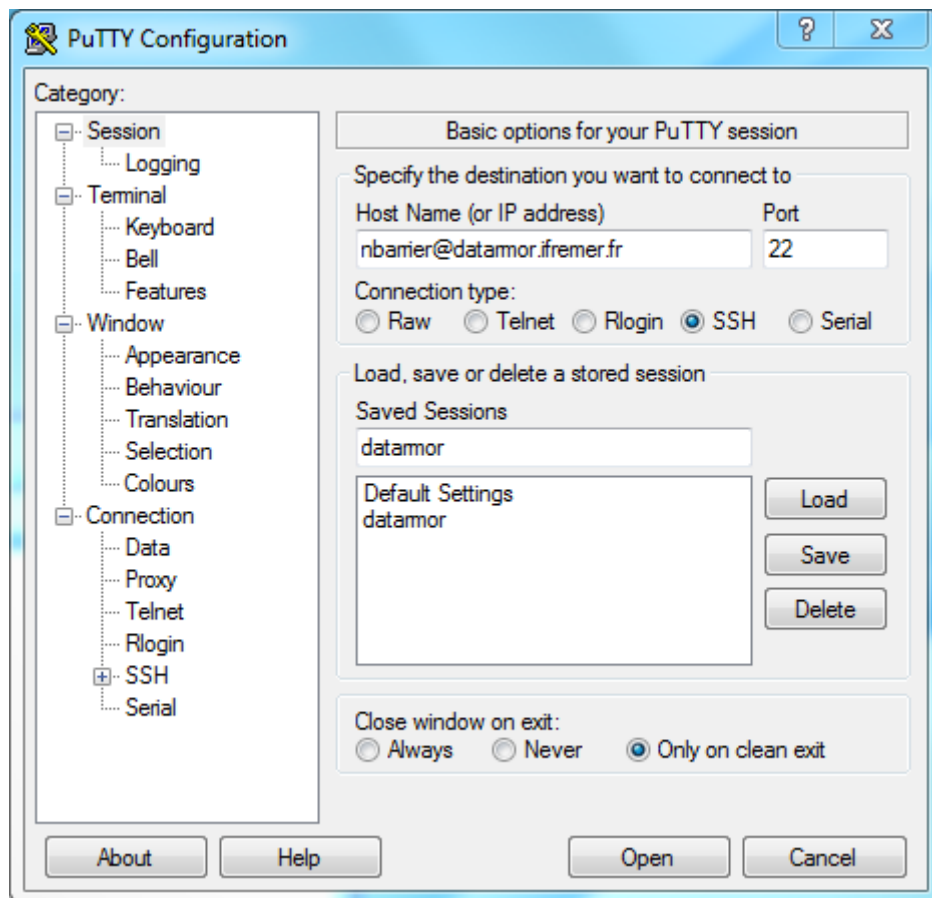 PuTTY Configuration
Category:
Session
Logging
Terminal
Keyboard
Bell
Features
Window
Appearance
Behaviour
Translation
Selection
Colours
Connection
Data
Proxy
Telnet
Rlogin
SSH
Serial
Basic options for your PuTTY session
Specify the destination you want to connect to
Host Name (or IP address) Port
nbarrier@datarmor.ifremer.fr 22
Connection type:
Raw Telnet Rlogin SSH Serial
Load, save or delete a stored session
Saved Sessions
datarmor
Default Settings
datarmor
Load
Save
Delete
Close window on exit:
Always Never Only on clean exit
About Help Open Cancel